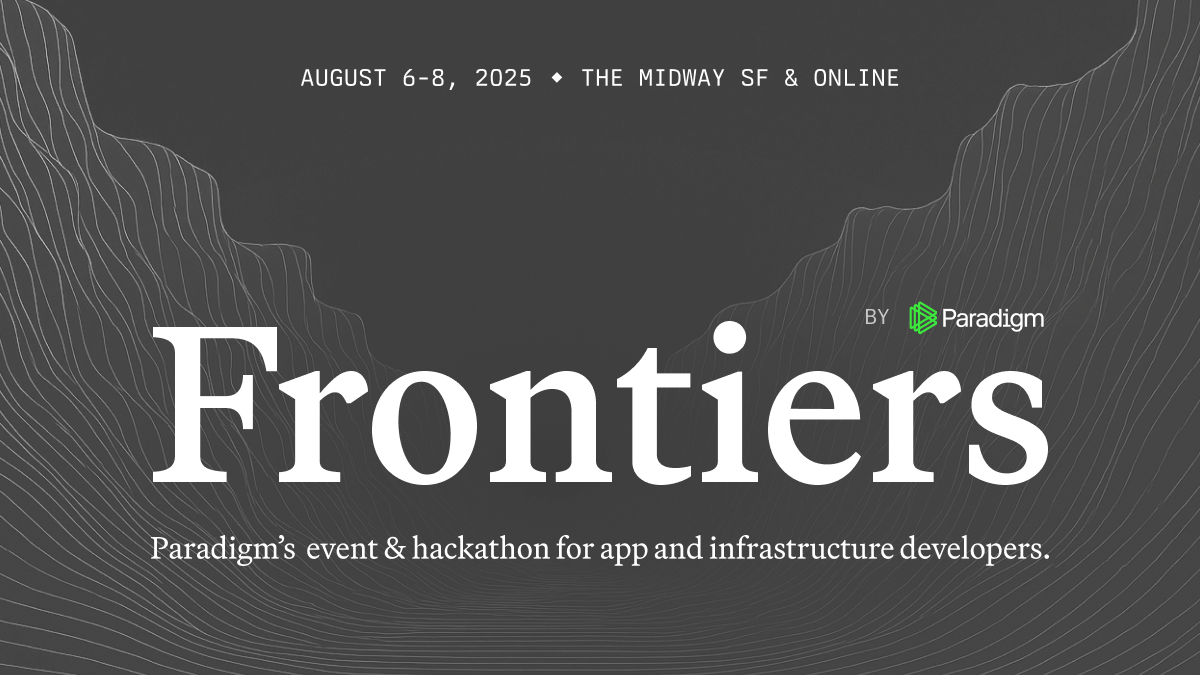 AUGUST 6-8, 2025 ◆ THE MIDWAY SF & ONLINE
BY Paradigm
Frontiers
Paradigm’s event & hackathon for app and infrastructure developers.